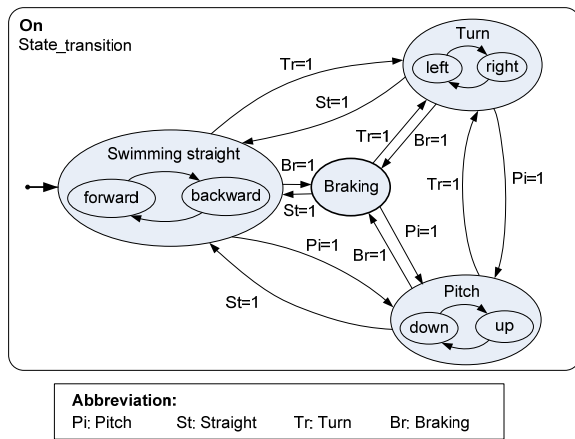 On
State_transition
Turn
left
right
Tr=1
St=1
Tr=1
Br=1
Swimming straight
forward
backward
Br=1
St=1
Braking
Tr=1
Pi=1
Pi=1
Br=1
Pi=1
St=1
Pitch
down
up
Abbreviation:
Pi: Pitch St: Straight Tr: Turn Br: Braking